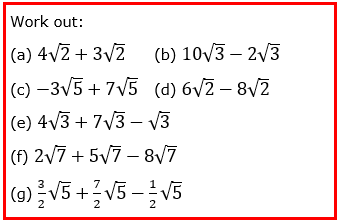 Work out:
(a) 4√2 + 3√2 (b) 10√3 − 2√3
(c) −3√5 + 7√5 (d) 6√2 − 8√2
(e) 4√3 + 7√3 − √3
(f) 2√7 + 5√7 − 8√7
(g) 3/2 √5 + 7/2 √5 − 1/2 √5